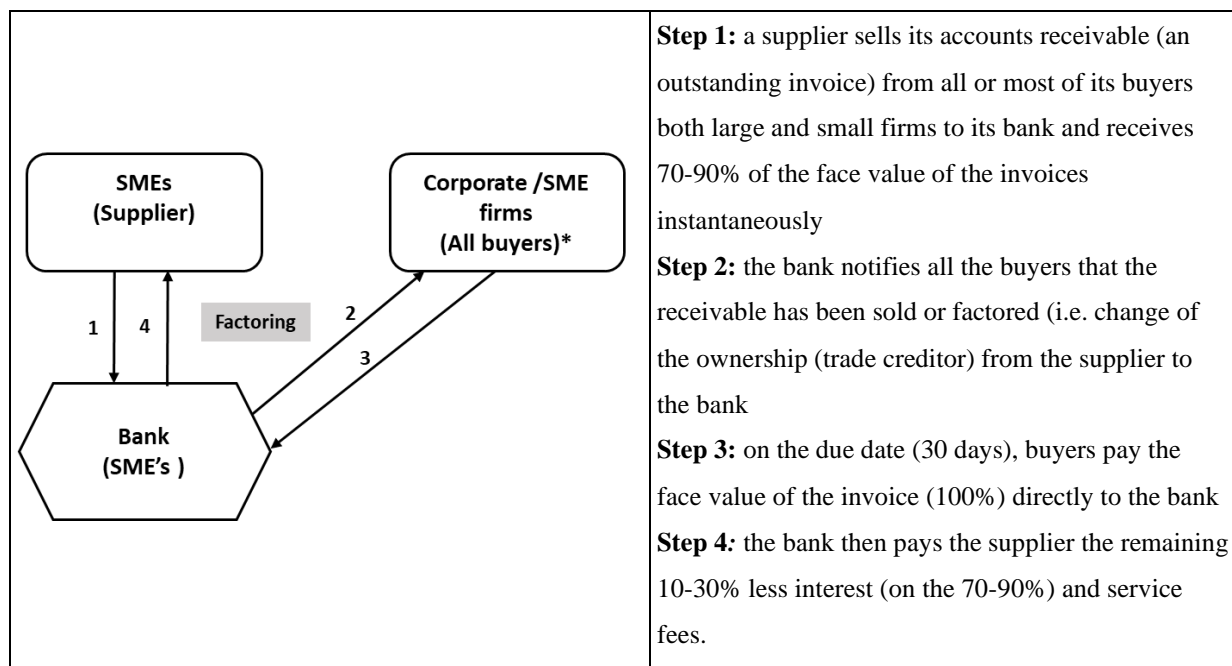 SMEs
(Supplier)
Corporate /SME
firms
(All buyers)*
1
4
Factoring
2
3
Bank
(SME's )
Step 1: a supplier sells its accounts receivable (an
outstanding invoice) from all or most of its buyers
both large and small firms to its bank and receives
70-90% of the face value of the invoices
instantaneously
Step 2: the bank notifies all the buyers that the
receivable has been sold or factored (i.e. change of
the ownership (trade creditor) from the supplier to
the bank
Step 3: on the due date (30 days), buyers pay the
face value of the invoice (100%) directly to the bank
Step 4: the bank then pays the supplier the remaining
10-30% less interest (on the 70-90%) and service
fees.